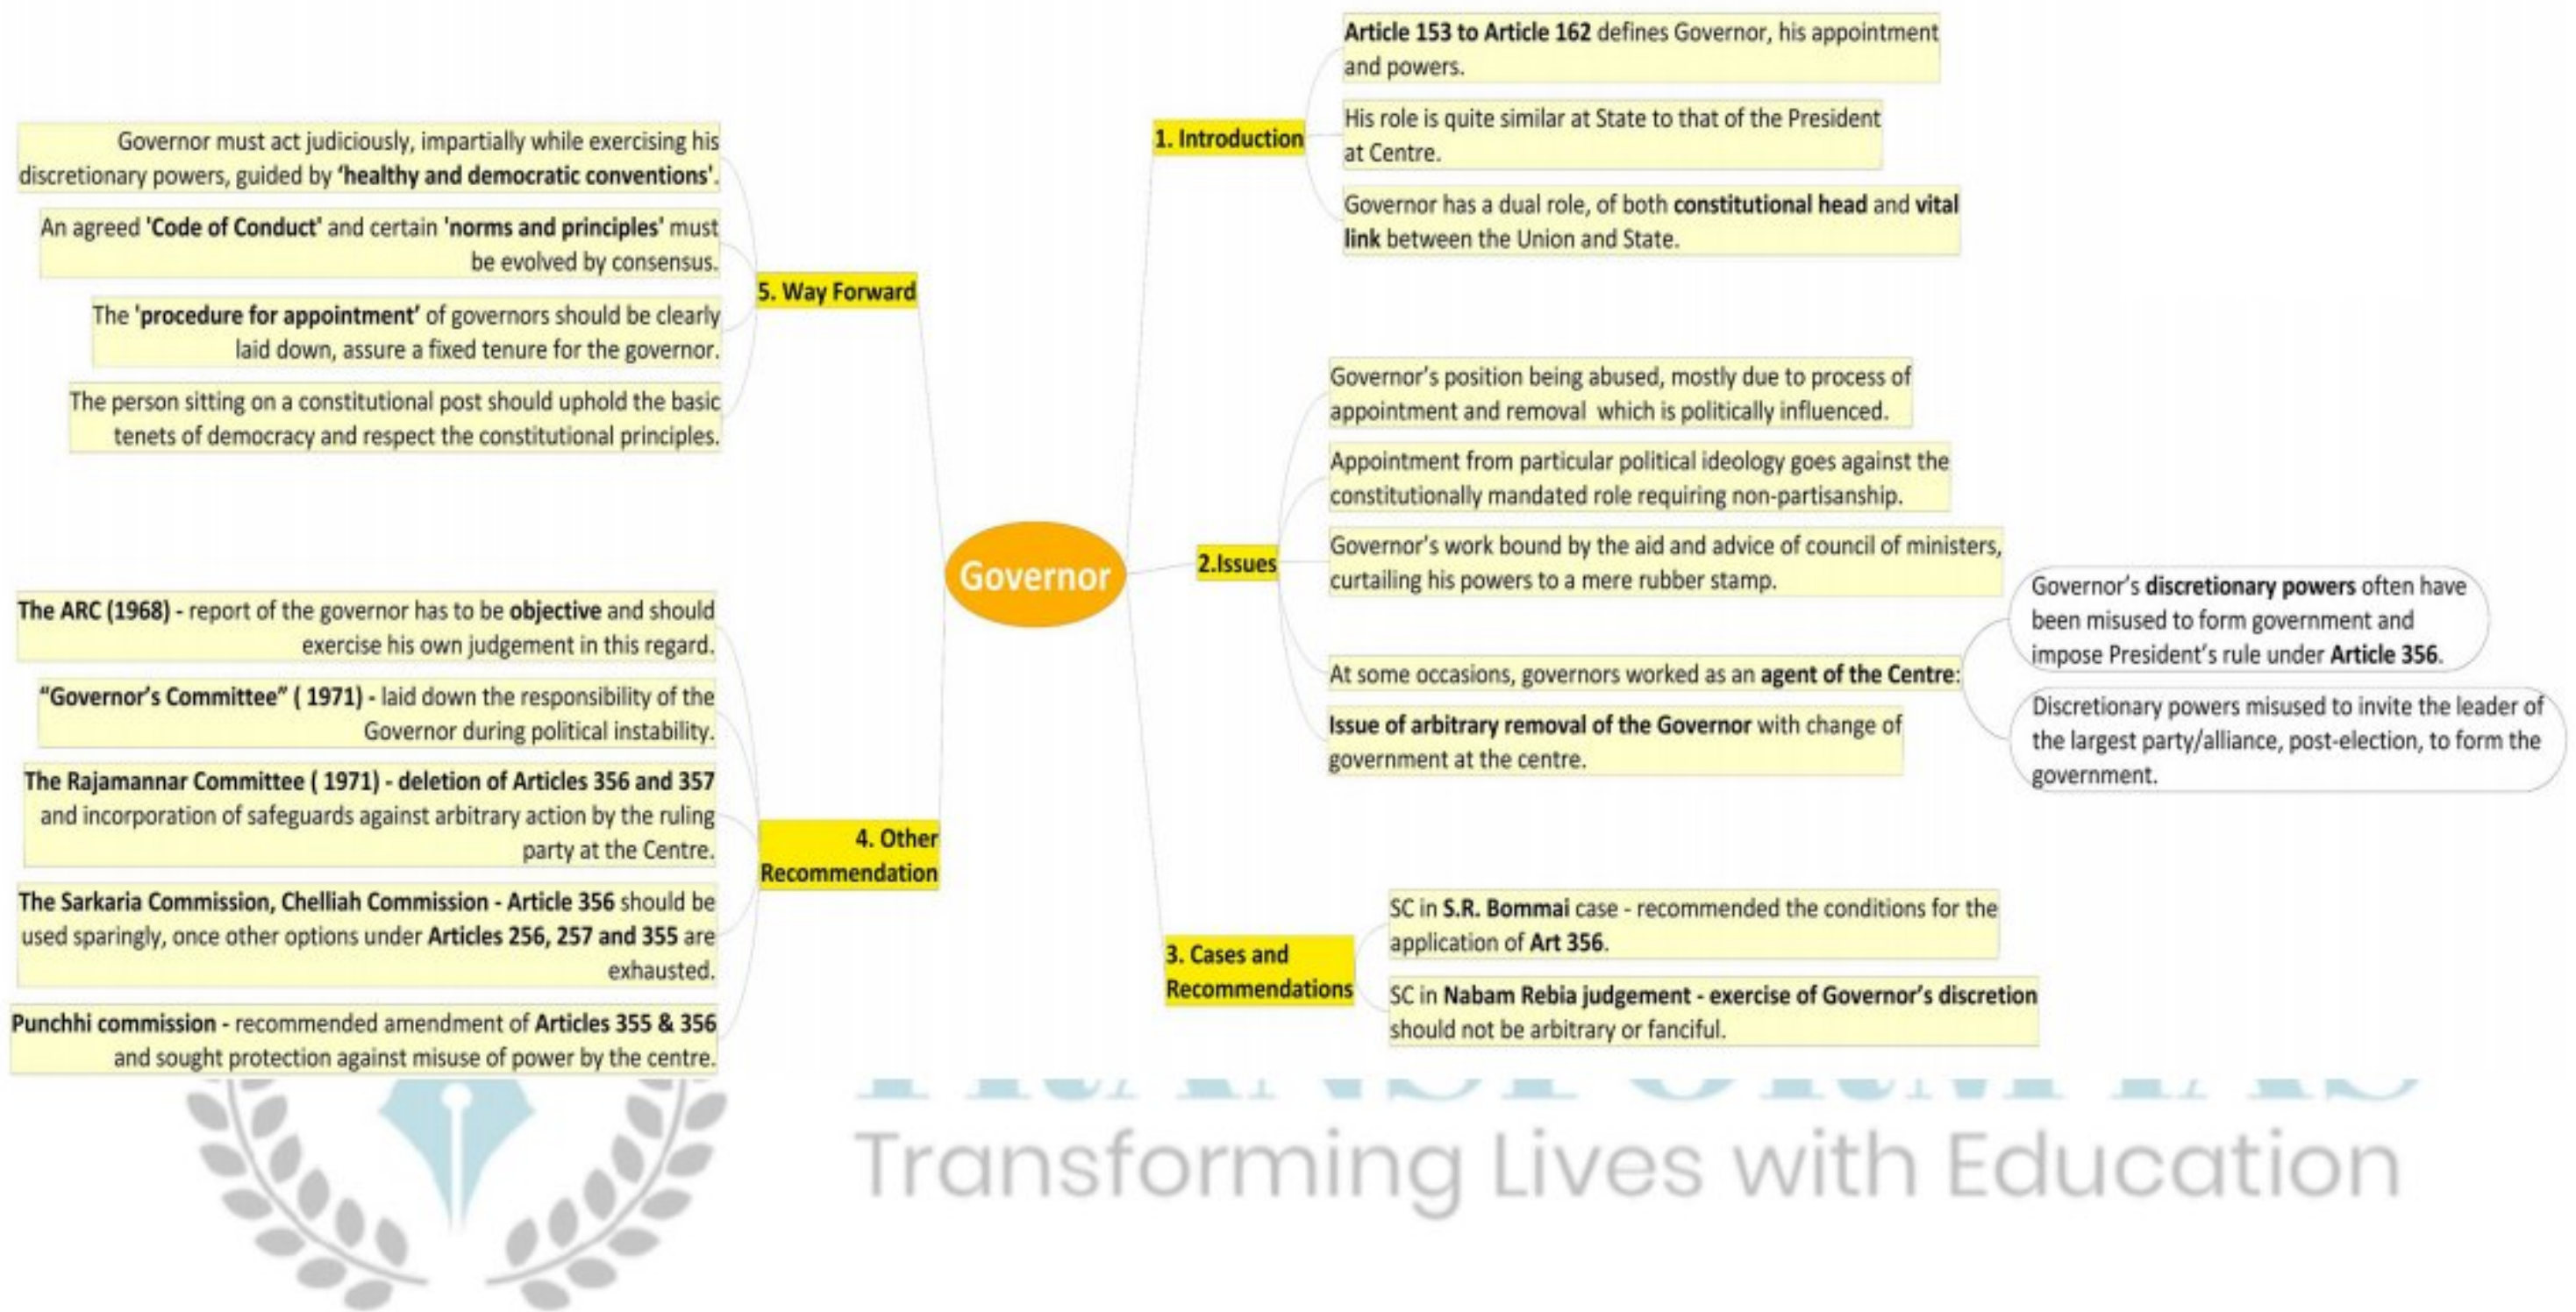 Governor
1. Introduction
Article 153 to Article 162 defines Governor, his appointment
and powers.
His role is quite similar at State to that of the President
at Centre.
Governor has a dual role, of both constitutional head and vital
link between the Union and State.
2.Issues
Governor's position being abused, mostly due to process of
appointment and removal which is politically influenced.
Appointment from particular political ideology goes against the
constitutionally mandated role requiring non-partisanship.
Governor's work bound by the aid and advice of council of ministers,
curtailing his powers to a mere rubber stamp.
At some occasions, governors worked as an agent of the Centre:
Governor's discretionary powers often have
been misused to form government and
impose President's rule under Article 356.
Discretionary powers misused to invite the leader of
the largest party/alliance, post-election, to form the
government.
Issue of arbitrary removal of the Governor with change of
government at the centre.
3. Cases and
Recommendations
SC in S.R. Bommai case - recommended the conditions for the
application of Art 356.
SC in Nabam Rebia judgement - exercise of Governor's discretion
should not be arbitrary or fanciful.
4. Other
Recommendation
The ARC (1968) - report of the governor has to be objective and should
exercise his own judgement in this regard.
“Governor's Committee” ( 1971) - laid down the responsibility of the
Governor during political instability.
The Rajamannar Committee ( 1971) - deletion of Articles 356 and 357
and incorporation of safeguards against arbitrary action by the ruling
party at the Centre.
The Sarkaria Commission, Chelliah Commission - Article 356 should be
used sparingly, once other options under Articles 256, 257 and 355 are
exhausted.
Punchhi commission - recommended amendment of Articles 355 & 356
and sought protection against misuse of power by the centre.
5. Way Forward
Governor must act judiciously, impartially while exercising his
discretionary powers, guided by ‘healthy and democratic conventions'.
An agreed 'Code of Conduct' and certain 'norms and principles' must
be evolved by consensus.
The 'procedure for appointment’ of governors should be clearly
laid down, assure a fixed tenure for the governor.
The person sitting on a constitutional post should uphold the basic
tenets of democracy and respect the constitutional principles.
Transforming Lives with Education